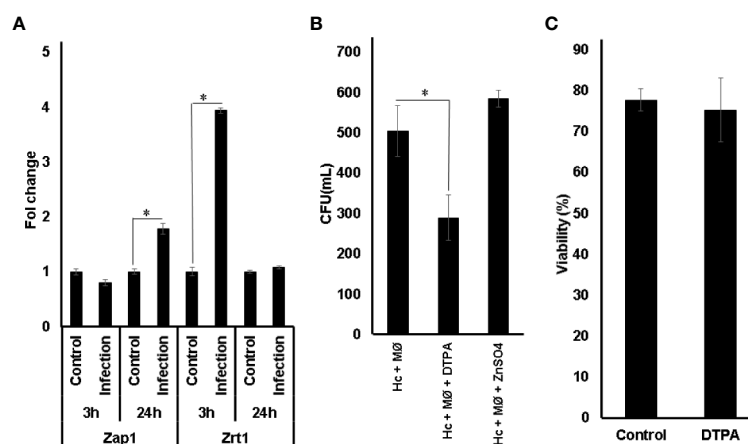 A
Fol change
5
4
3
2
1
0
*
*
Control
Infection
Control
Infection
Control
Infection
Control
Infection
3h 24h 3h 24h
Zap1 Zrt1
B
CFU(mL)
700
600
500
400
300
200
100
0
*
Hc + MØ
Hc + MØ + DTPA
Hc + MØ + ZnSO4
C
Viability (%)
90
80
70
60
50
40
30
20
10
0
Control DTPA